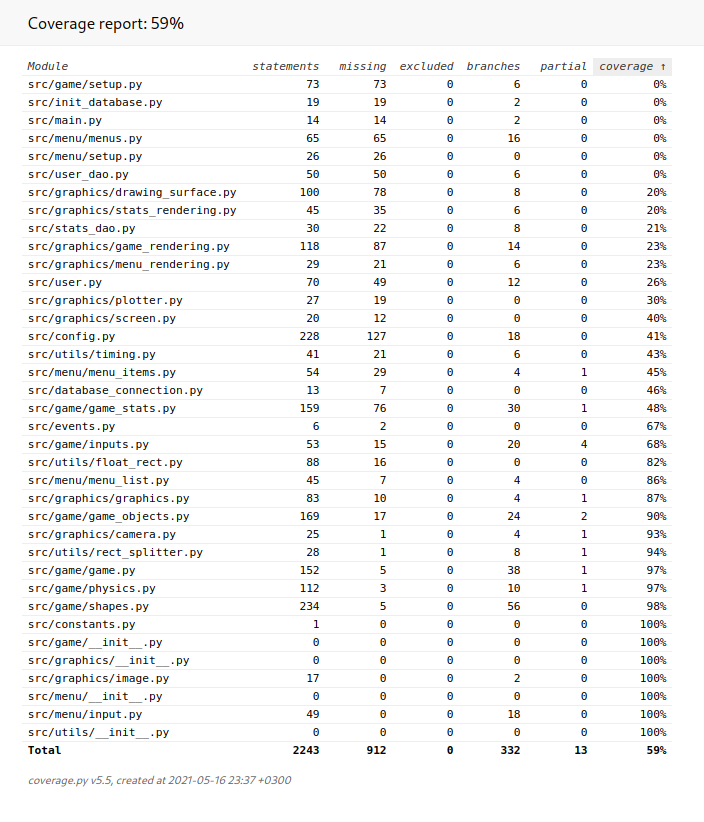 Coverage report: 59%
Module statements missing excluded branches partial coverage ↑
src/game/setup.py 73 73 0 6 0 0%
src/init_database.py 19 19 0 2 0 0%
src/main.py 14 14 0 2 0 0%
src/menu/menus.py 65 65 0 16 0 0%
src/menu/setup.py 26 26 0 0 0 0%
src/user_dao.py 50 50 0 6 0 0%
src/graphics/drawing_surface.py 100 78 0 8 0 20%
src/graphics/stats_rendering.py 45 35 0 6 0 20%
src/stats_dao.py 30 22 0 8 0 21%
src/graphics/game_rendering.py 118 87 0 14 0 23%
src/graphics/menu_rendering.py 29 21 0 6 0 23%
src/user.py 70 49 0 12 0 26%
src/graphics/plotter.py 27 19 0 0 0 30%
src/graphics/screen.py 20 12 0 0 0 40%
src/config.py 228 127 0 18 0 41%
src/utils/timing.py 41 21 0 6 0 43%
src/menu/menu_items.py 54 29 0 4 1 45%
src/database_connection.py 13 7 0 0 0 46%
src/game/game_stats.py 159 76 0 30 1 48%
src/events.py 6 2 0 0 0 67%
src/game/inputs.py 53 15 0 20 4 68%
src/utils/float_rect.py 88 16 0 0 0 82%
src/menu/menu_list.py 45 7 0 4 0 86%
src/graphics/graphics.py 83 10 0 4 1 87%
src/game/game_objects.py 169 17 0 24 2 90%
src/graphics/camera.py 25 1 0 4 1 93%
src/utils/rect_splitter.py 28 1 0 8 1 94%
src/game/game.py 152 5 0 38 1 97%
src/game/physics.py 112 3 0 10 1 97%
src/game/shapes.py 234 5 0 56 0 98%
src/constants.py 1 0 0 0 0 100%
src/game/__init__.py 0 0 0 0 0 100%
src/graphics/__init__.py 0 0 0 0 0 100%
src/graphics/image.py 17 0 0 2 0 100%
src/menu/__init__.py 0 0 0 0 0 100%
src/menu/input.py 49 0 0 18 0 100%
src/utils/__init__.py 0 0 0 0 0 100%
Total 2243 912 0 332 13 59%
coverage.py v5.5, created at 2021-05-16 23:37 +0300